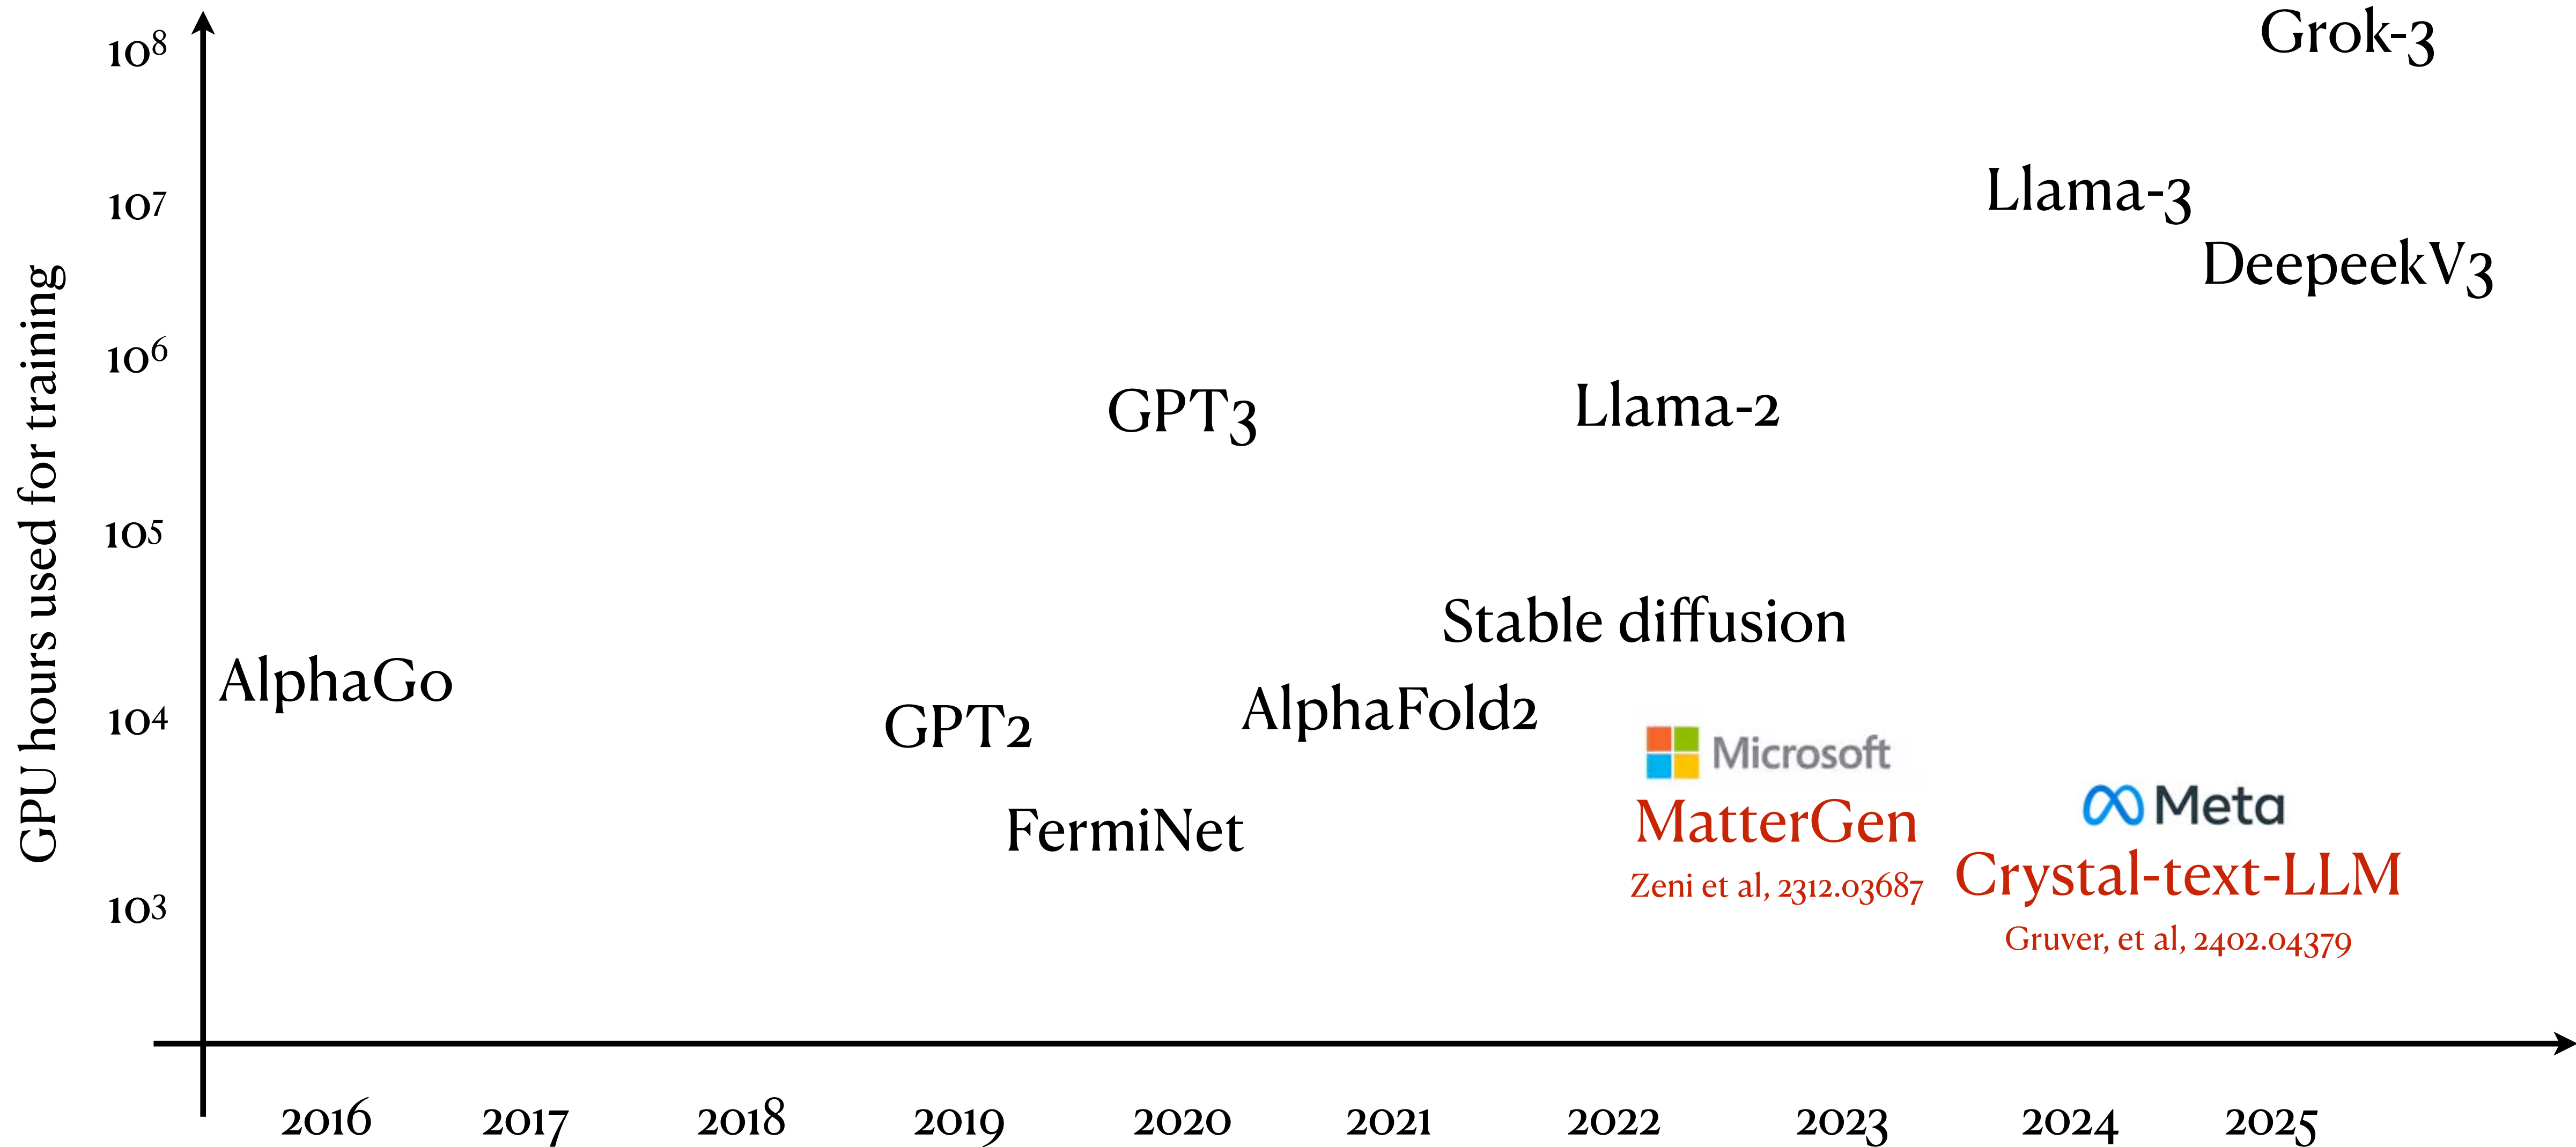 GPU hours used for training
10⁸
10⁷
10⁶
10⁵
10⁴
10³
Grok-3
Llama-3
DeepeekV3
GPT3
Llama-2
Stable diffusion
AlphaGo
GPT2
AlphaFold2
FermiNet
Microsoft
MatterGen
Zeni et al, 2312.03687
Meta
Crystal-text-LLM
Gruver, et al, 2402.04379
2016 2017 2018 2019 2020 2021 2022 2023 2024 2025